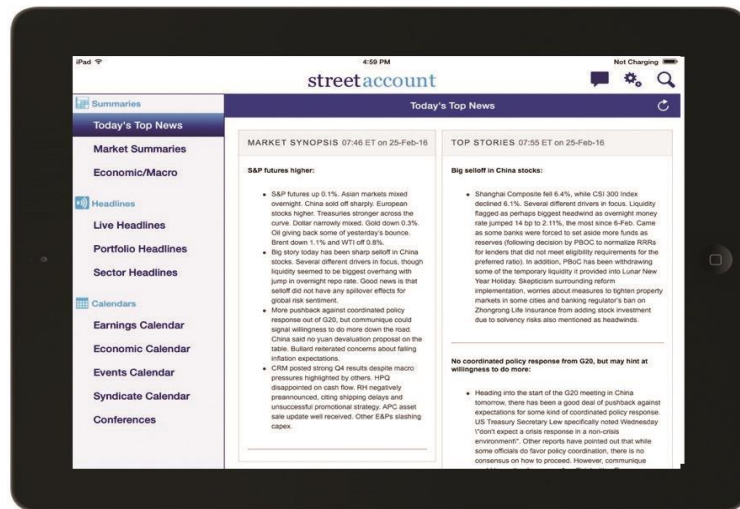 iPad
4:59 PM
Not Charging
streetaccount
Summaries
Today's Top News
Market Summaries
Economic/Macro
Headlines
Live Headlines
Portfolio Headlines
Sector Headlines
Calendars
Earnings Calendar
Economic Calendar
Events Calendar
Syndicate Calendar
Conferences
Today's Top News
MARKET SYNOPSIS 07:46 ET on 25-Feb-16
S&P futures higher:
• S&P futures up 0.1%. Asian markets mixed
overnight. China sold off sharply. European
stocks higher. Treasuries stronger across the
curve. Dollar narrowly mixed. Gold down 0.3%.
Oil giving back some of yesterday's bounce.
Brent down 1.1% and WTI off 0.8%.
• Big story today has been sharp selloff in China
stocks. Several different drivers in focus, though
liquidity seemed to be biggest overhang with
jump in overnight repo rate. Good news is that
selloff did not have any spillover effects for
global risk sentiment.
• More pushback against coordinated policy
response out of G20, but communique could
signal willingness to do more down the road.
China said no yuan devaluation proposal on the
table. Bullard reiterated concerns about falling
inflation expectations.
• CRM posted strong Q4 results despite macro
pressures highlighted by others. HPQ
disappointed on cash flow. RH negatively
preannounced, citing shipping delays and
unsuccessful promotional strategy. APC asset
sale update well received. Other E&Ps slashing
capex.
TOP STORIES 07:55 ET on 25-Feb-16
Big selloff in China stocks:
• Shanghai Composite fell 6.4%, while CSI 300 Index
declined 6.1%. Several different drivers in focus. Liquidity
flagged as perhaps biggest headwind as overnight money
rate jumped 14 bp to 2.11%, the most since 6-Feb. Came
as some banks were forced to set aside more funds as
reserves (following decision by PBOC to normalize RRRs
for lenders that did not meet eligibility requirements for the
preferred ratio). In addition, PBoC has been withdrawing
some of the temporary liquidity it provided into Lunar New
Year Holiday. Skepticism surrounding reform
implementation, worries about measures to tighten property
markets in some cities and banking regulator's ban on
Zhongrong Life Insurance from adding stock investment
due to solvency risks also mentioned as headwinds.
No coordinated policy response from G20, but may hint at
willingness to do more:
• Heading into the start of the G20 meeting in China
tomorrow, there has been a good deal of pushback against
expectations for some kind of coordinated policy response.
US Treasury Secretary Lew specifically noted Wednesday
\"don't expect a crisis response in a non-crisis
environment\". Other reports have pointed out that while
some officials do favor policy coordination, there is no
consensus on how to proceed. However, communique